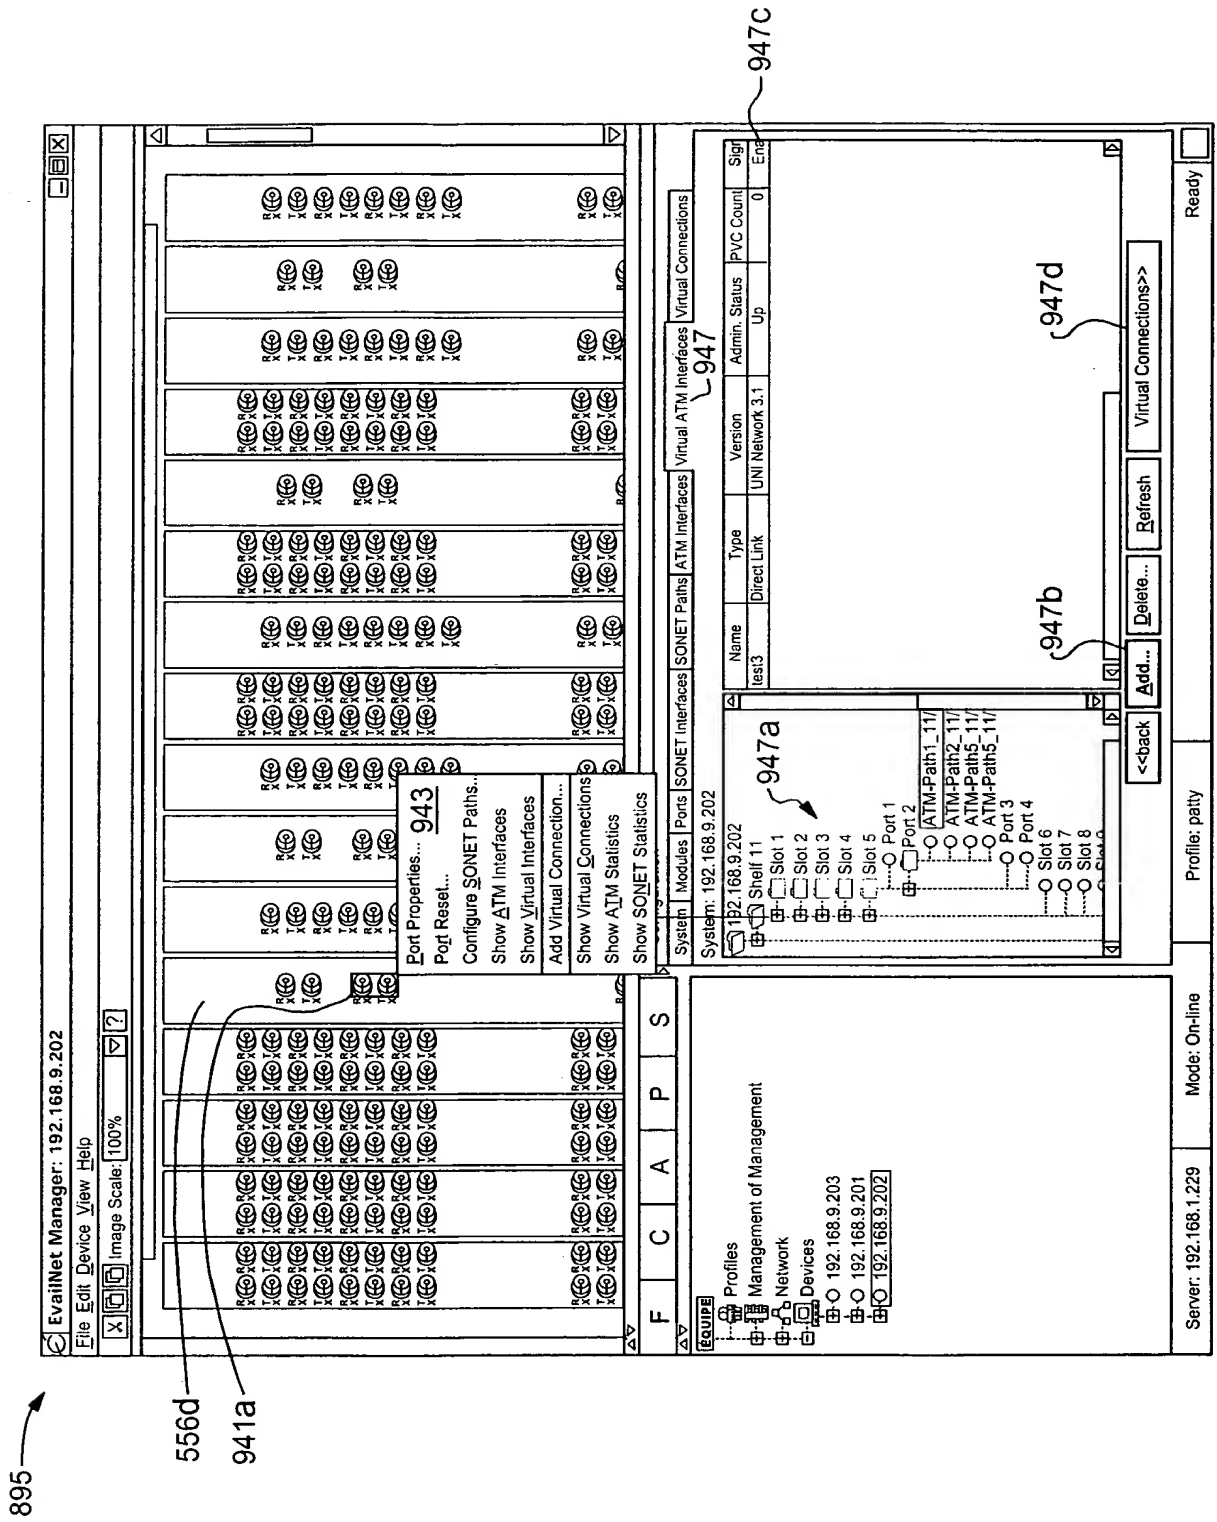 895
EvailNet Manager: 192.168.9.202
File Edit Device View Help
Image Scale: 100%
?
556d
941a
Port Properties... 943
Port Reset...
Configure SONET Paths...
Show ATM Interfaces
Show Virtual Interfaces
Add Virtual Connection...
Show Virtual Connections
Show ATM Statistics
Show SONET Statistics
F C A P S
EQUIPE
Profiles
Management of Management
Network
Devices
192.168.9.203
192.168.9.201
192.168.9.202
System Modules Ports SONET Interfaces SONET Paths ATM Interfaces Virtual ATM Interfaces Virtual Connections
947
System: 192.168.9.202
192.168.9.202
Shelf 11
Slot 1
Slot 2
Slot 3
Slot 4
Slot 5
Port 1
Port 2
ATM-Path1_11/
ATM-Path2_11/
ATM-Path5_11/
ATM-Path5_11/
Port 3
Port 4
Slot 6
Slot 7
Slot 8
947a
Name Type Version Admin. Status PVC Count Sigr
test3 Direct Link UNI Network 3.1 Up 0 Ena
947c
947b
947d
<<back Add... Delete... Refresh Virtual Connections>>
Server: 192.168.1.229 Mode: On-line Profile: patty Ready